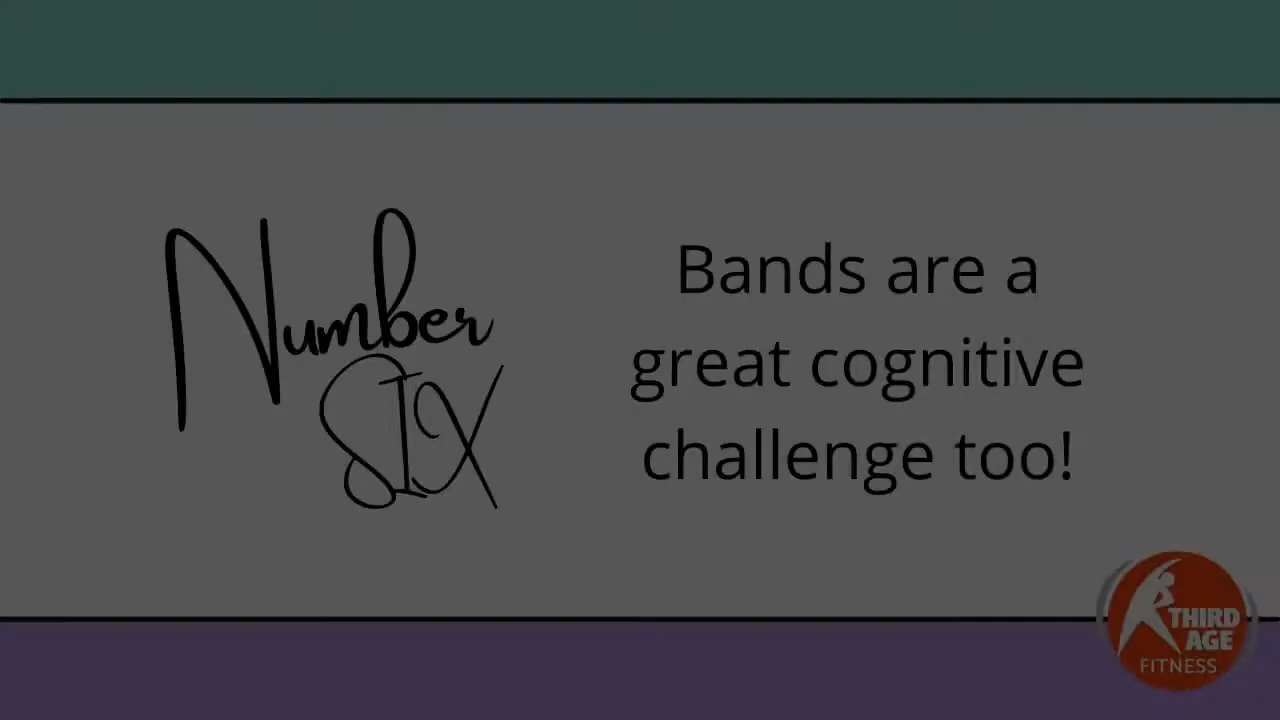 Number
SIX
Bands are a
great cognitive
challenge too!
THIRD
AGE
FITNESS